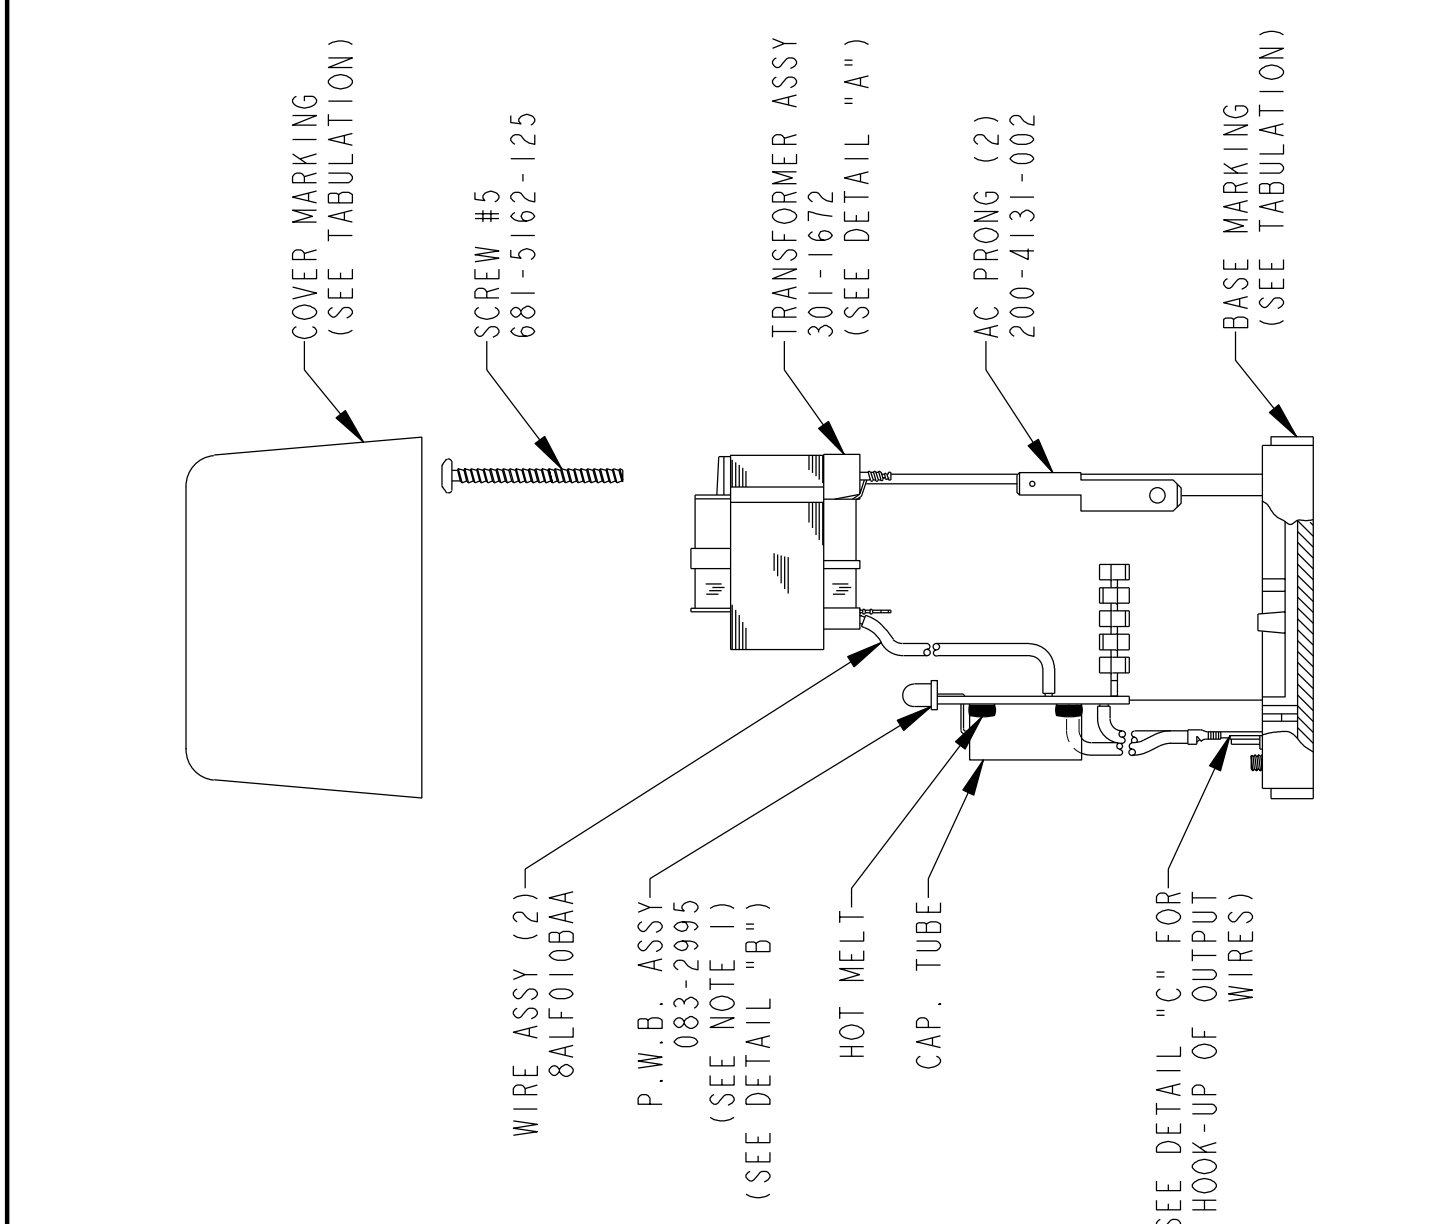 COVER MARKING
(SEE TABULATION)
SCREW #5
681-5162-125
TRANSFORMER ASSY
301-1672
(SEE DETAIL "A")
AC PRONG (2)
200-4131-002
BASE MARKING
(SEE TABULATION)
WIRE ASSY (2)
8ALF010BAA
P.W.B. ASSY
083-2995
(SEE NOTE 1)
(SEE DETAIL "B")
HOT MELT
CAP. TUBE
SEE DETAIL "C" FOR
HOOK-UP OF OUTPUT
WIRES)